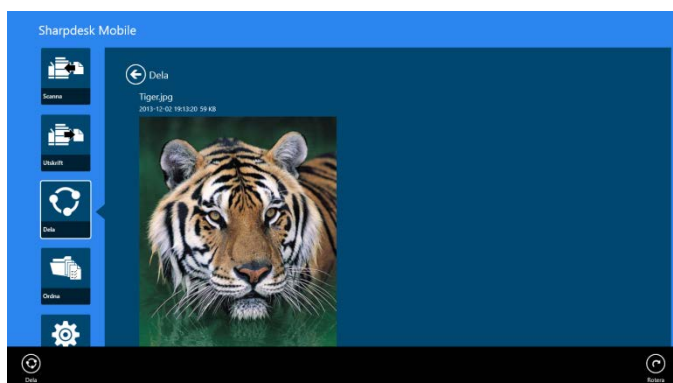 Sharpdesk Mobile
Scanna
Utskrift
Dela
Ordna
Dela
Tiger.jpg
2013-12-02 19:13:20 59 KB
Dela
Rotera